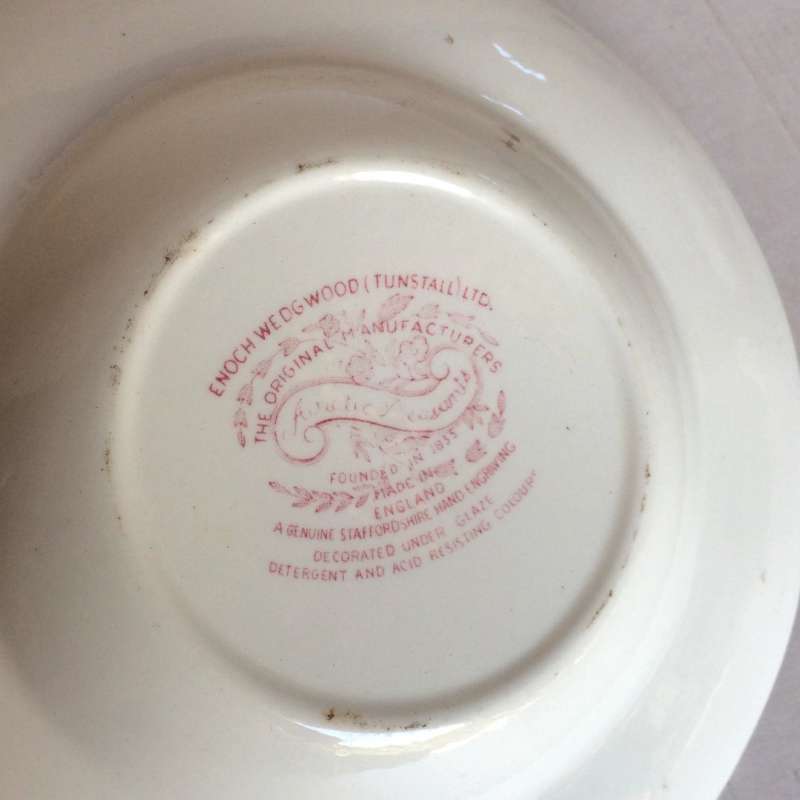 ENOCH WEDGWOOD (TUNSTALL) LTD.
THE ORIGINAL MANUFACTURERS
Asiatic Pheasants
FOUNDED IN 1835
MADE IN
ENGLAND
A GENUINE STAFFORDSHIRE HAND-ENGRAVING
DECORATED UNDER GLAZE
DETERGENT AND ACID RESISTING COLOUR